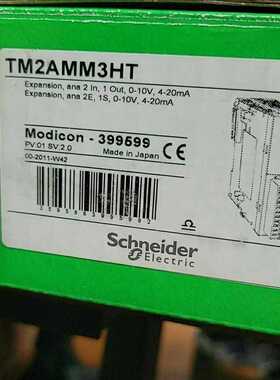 TM2AMM3HT
Expansion, ana 2 In, 1 Out, 0-10V, 4-20mA
Expansion, ana 2E, 1S, 0-10V, 4-20mA
Modicon - 399599
PV:01 SV:2.0
Made in Japan
CE
00-2011-W42
Schneider
Electric